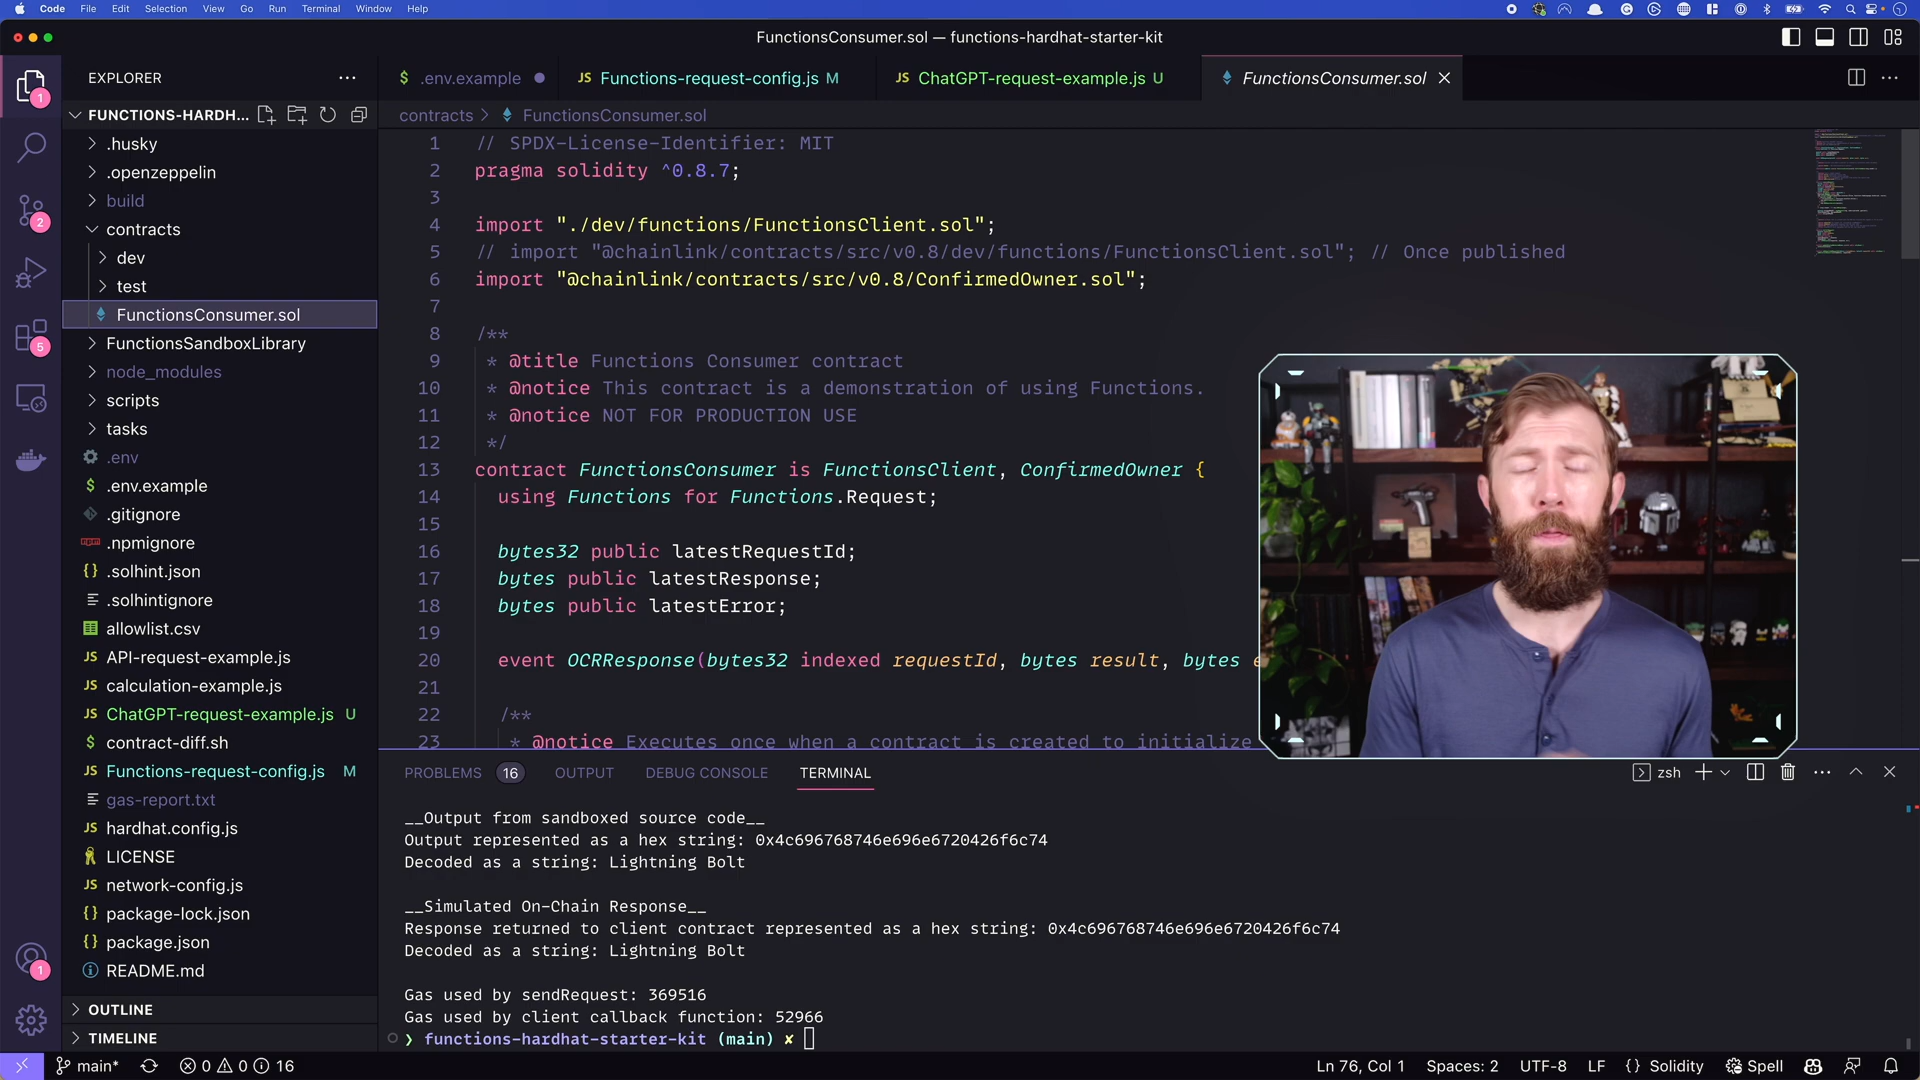 Code File Edit Selection View Go Run Terminal Window Help
FunctionsConsumer.sol — functions-hardhat-starter-kit
EXPLORER
$ .env.example
JS Functions-request-config.js M
JS ChatGPT-request-example.js U
FunctionsConsumer.sol
FUNCTIONS-HARDH...
contracts > FunctionsConsumer.sol
.husky
.openzeppelin
build
contracts
dev
test
FunctionsConsumer.sol
FunctionsSandboxLibrary
node_modules
scripts
tasks
.env
$ .env.example
.gitignore
npm .npmignore
{} .solhint.json
.solhintignore
allowlist.csv
JS API-request-example.js
JS calculation-example.js
JS ChatGPT-request-example.js U
$ contract-diff.sh
JS Functions-request-config.js M
gas-report.txt
JS hardhat.config.js
LICENSE
JS network-config.js
{} package-lock.json
{} package.json
README.md
OUTLINE
TIMELINE
1
2
5
1
1 // SPDX-License-Identifier: MIT
2 pragma solidity ^0.8.7;
3
4 import "./dev/functions/FunctionsClient.sol";
5 // import "@chainlink/contracts/src/v0.8/dev/functions/FunctionsClient.sol"; // Once published
6 import "@chainlink/contracts/src/v0.8/ConfirmedOwner.sol";
7
8 /**
9 * @title Functions Consumer contract
10 * @notice This contract is a demonstration of using Functions.
11 * @notice NOT FOR PRODUCTION USE
12 */
13 contract FunctionsConsumer is FunctionsClient, ConfirmedOwner {
14 using Functions for Functions.Request;
15
16 bytes32 public latestRequestId;
17 bytes public latestResponse;
18 bytes public latestError;
19
20 event OCRResponse(bytes32 indexed requestId, bytes result, bytes
21
22 /**
23 * @notice Executes once when a contract is created to initialize
PROBLEMS 16 OUTPUT DEBUG CONSOLE TERMINAL
zsh
__Output from sandboxed source code__
Output represented as a hex string: 0x4c696768746e696e6720426f6c74
Decoded as a string: Lightning Bolt
__Simulated On-Chain Response__
Response returned to client contract represented as a hex string: 0x4c696768746e696e6720426f6c74
Decoded as a string: Lightning Bolt
Gas used by sendRequest: 369516
Gas used by client callback function: 52966
❯ functions-hardhat-starter-kit (main) ✘
main* 0 0 16
Ln 76, Col 1 Spaces: 2 UTF-8 LF {} Solidity Spell